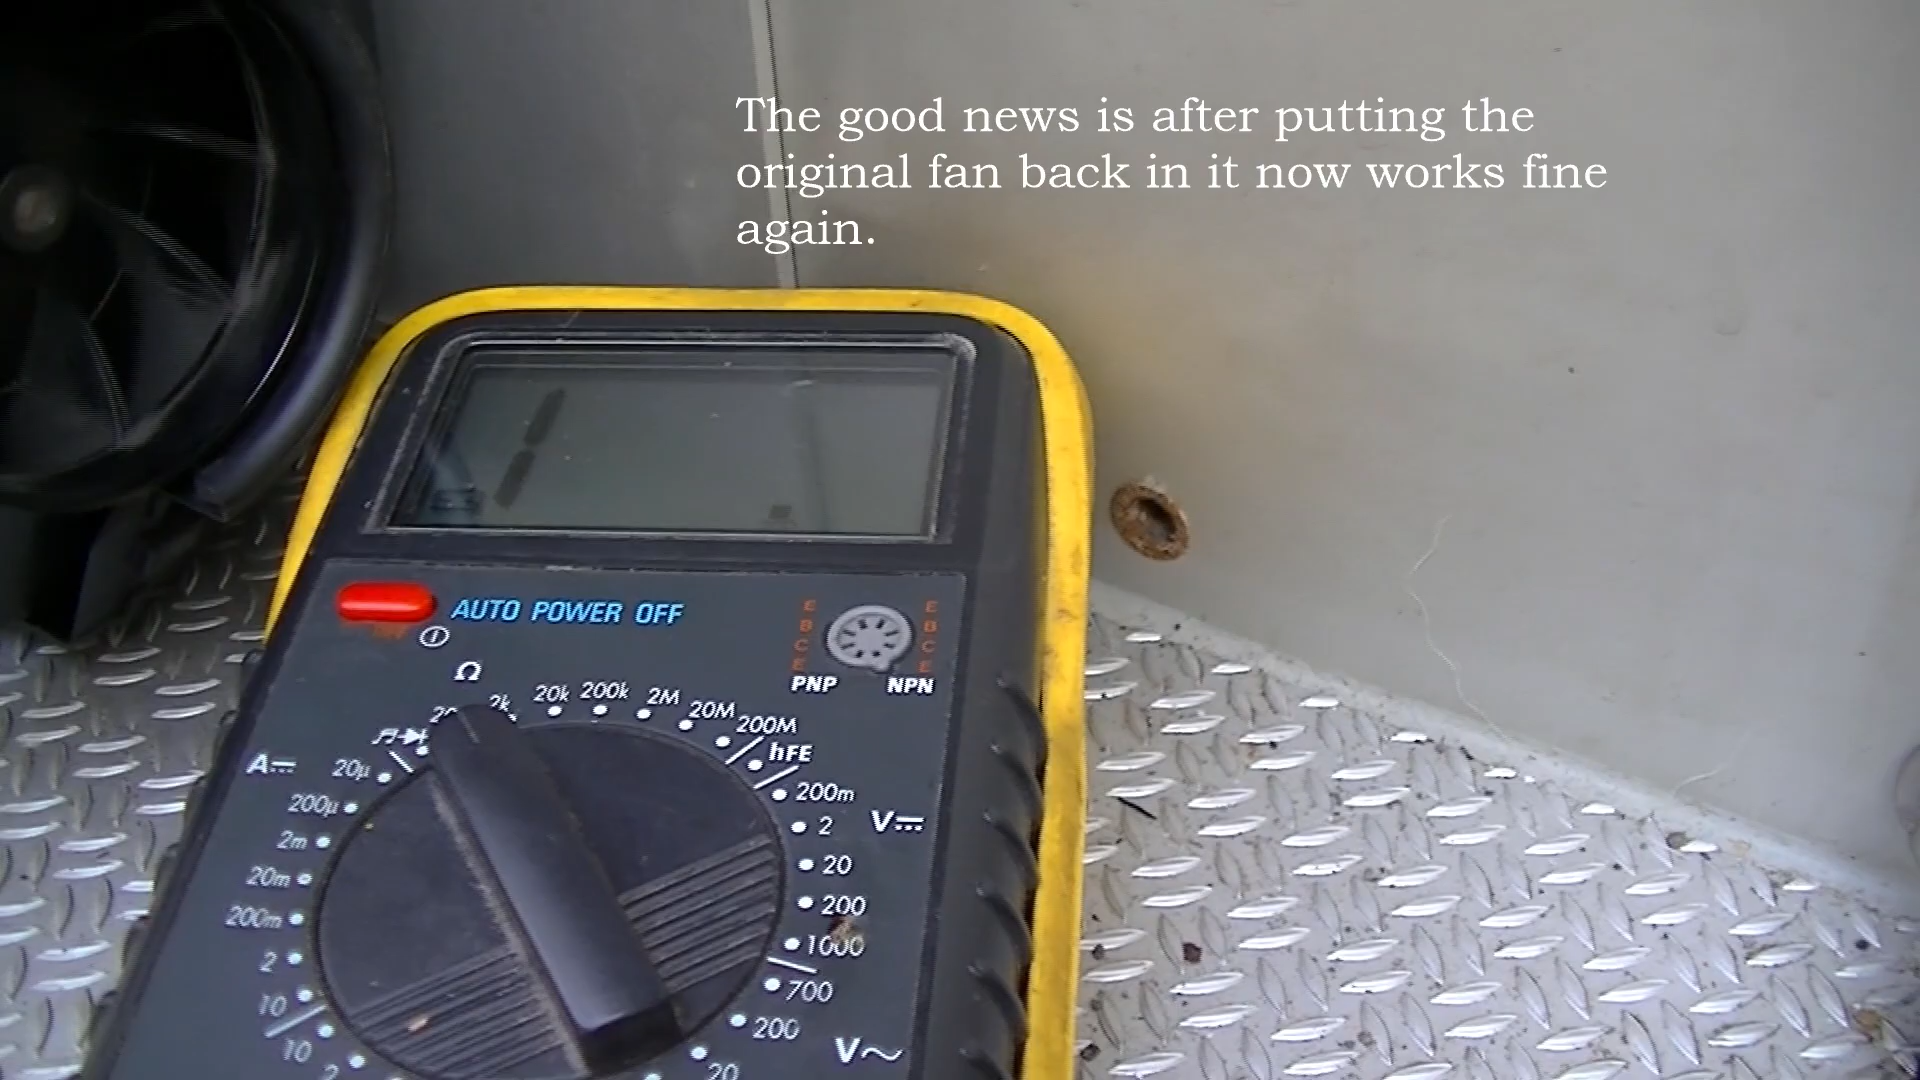 The good news is after putting the
original fan back in it now works fine
again.
AUTO POWER OFF
E
B
C
E
E
B
C
E
PNP
NPN
Ω
2k
20k
200k
2M
20M
200M
hFE
200m
2
20
200
1000
V
700
200
20
V~
A
20µ
200µ
2m
20m
200m
2
10
10
2